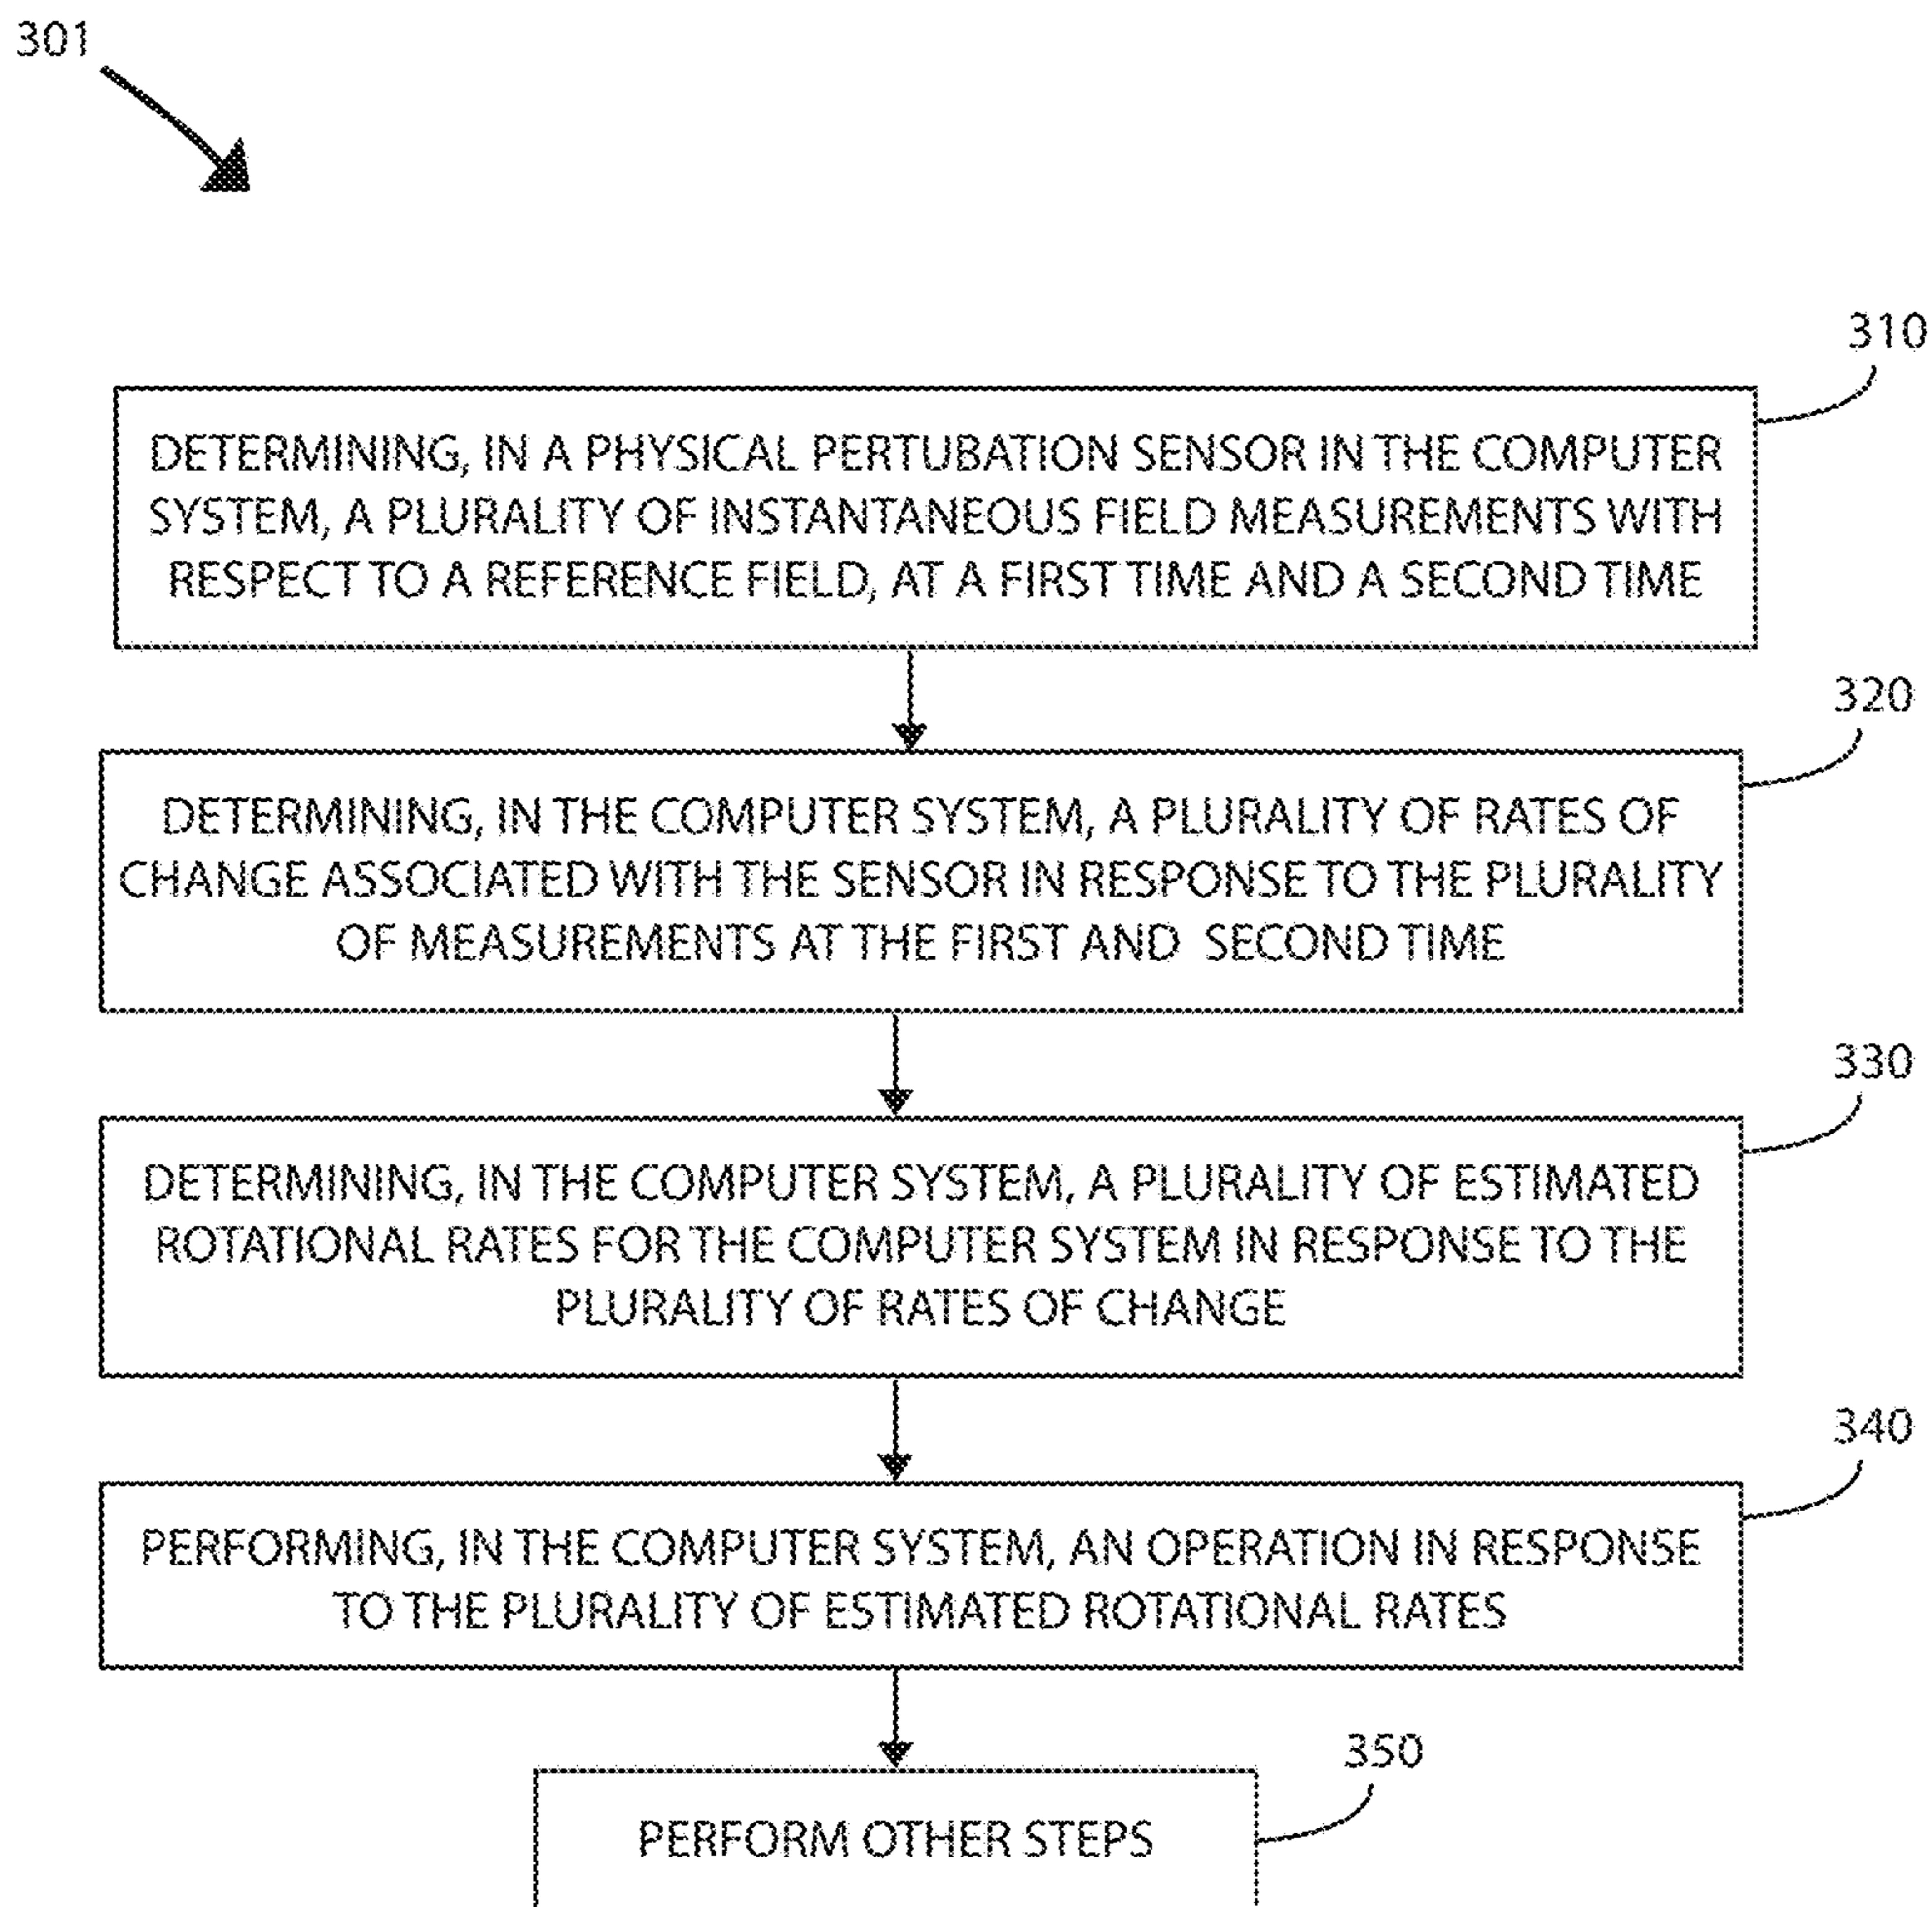 301
310
DETERMINING, IN A PHYSICAL PERTUBATION SENSOR IN THE COMPUTER
SYSTEM, A PLURALITY OF INSTANTANEOUS FIELD MEASUREMENTS WITH
RESPECT TO A REFERENCE FIELD, AT A FIRST TIME AND A SECOND TIME
320
DETERMINING, IN THE COMPUTER SYSTEM, A PLURALITY OF RATES OF
CHANGE ASSOCIATED WITH THE SENSOR IN RESPONSE TO THE PLURALITY
OF MEASUREMENTS AT THE FIRST AND SECOND TIME
330
DETERMINING, IN THE COMPUTER SYSTEM, A PLURALITY OF ESTIMATED
ROTATIONAL RATES FOR THE COMPUTER SYSTEM IN RESPONSE TO THE
PLURALITY OF RATES OF CHANGE
340
PERFORMING, IN THE COMPUTER SYSTEM, AN OPERATION IN RESPONSE
TO THE PLURALITY OF ESTIMATED ROTATIONAL RATES
350
PERFORM OTHER STEPS